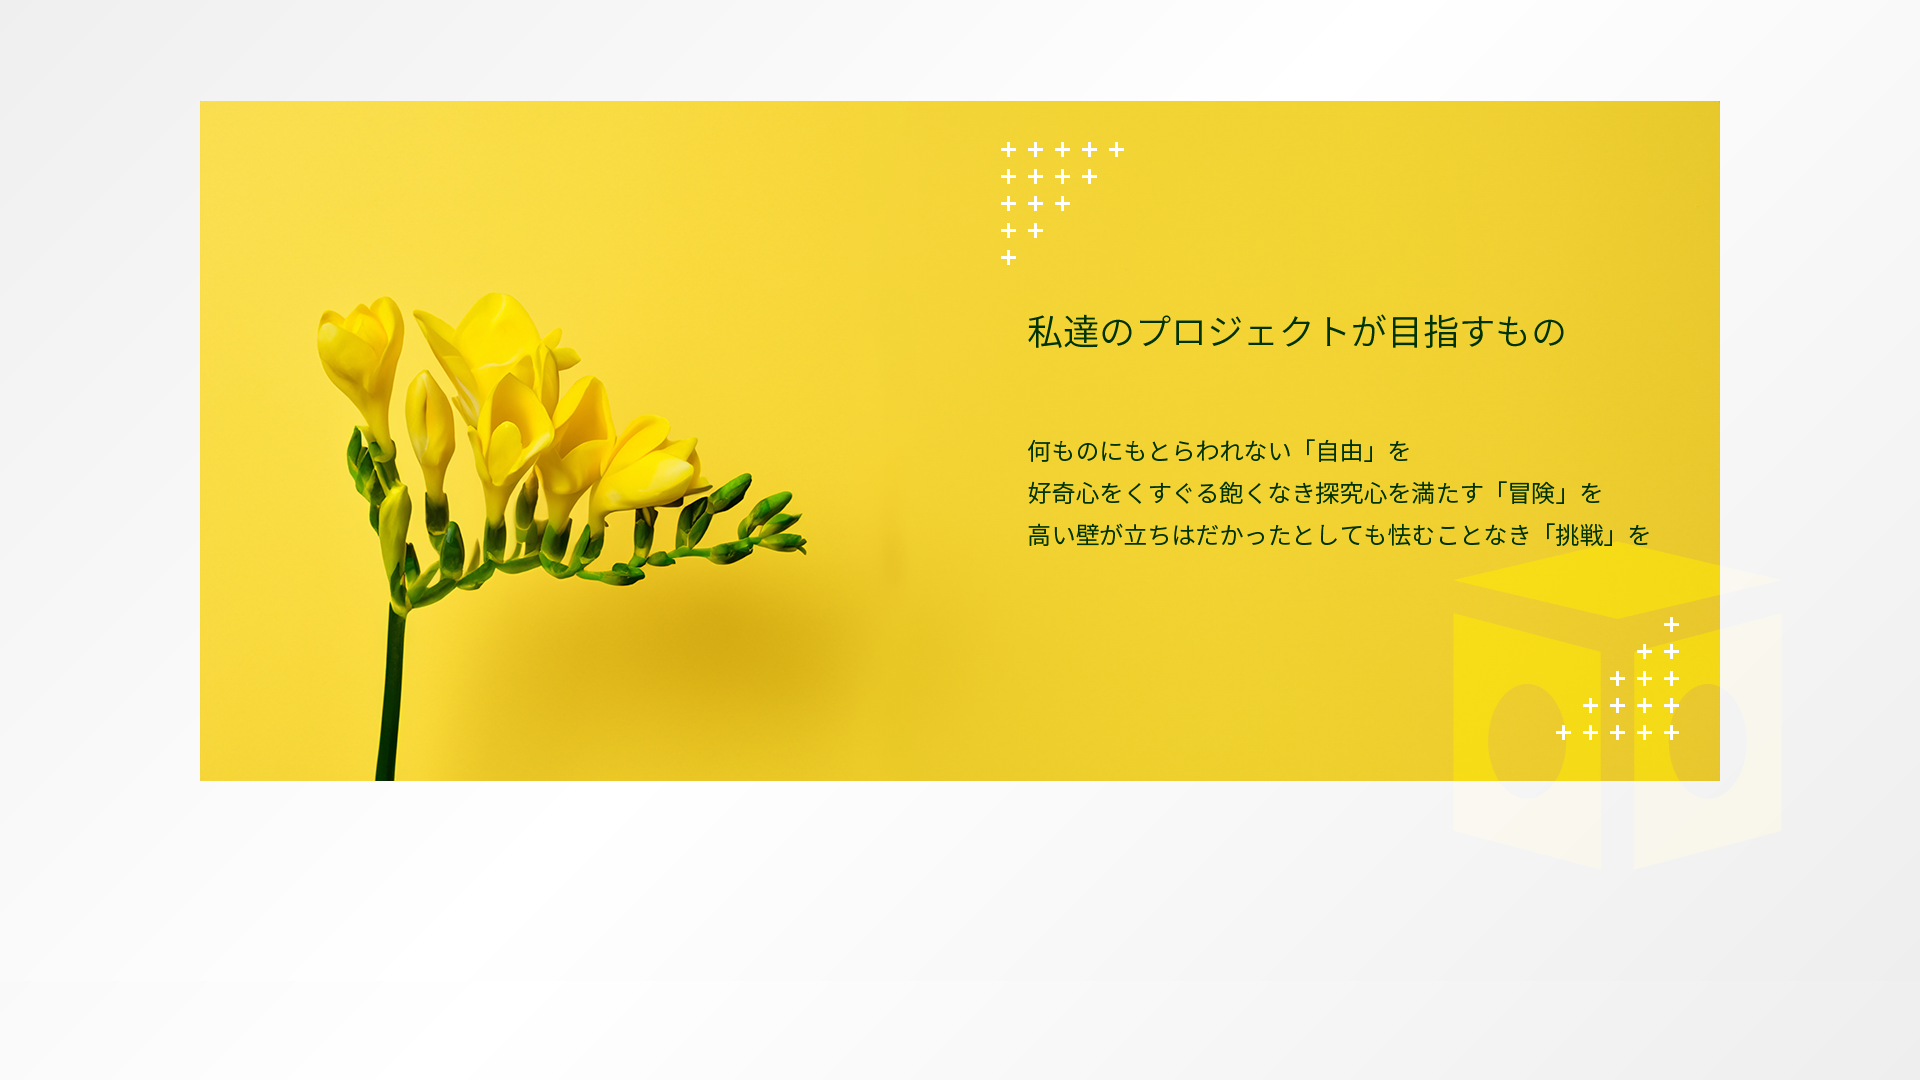 私達のプロジェクトが目指すもの
何ものにもとらわれない「自由」を
好奇心をくすぐる飽くなき探究心を満たす「冒険」を
高い壁が立ちはだかったとしても怯むことなき「挑戦」を